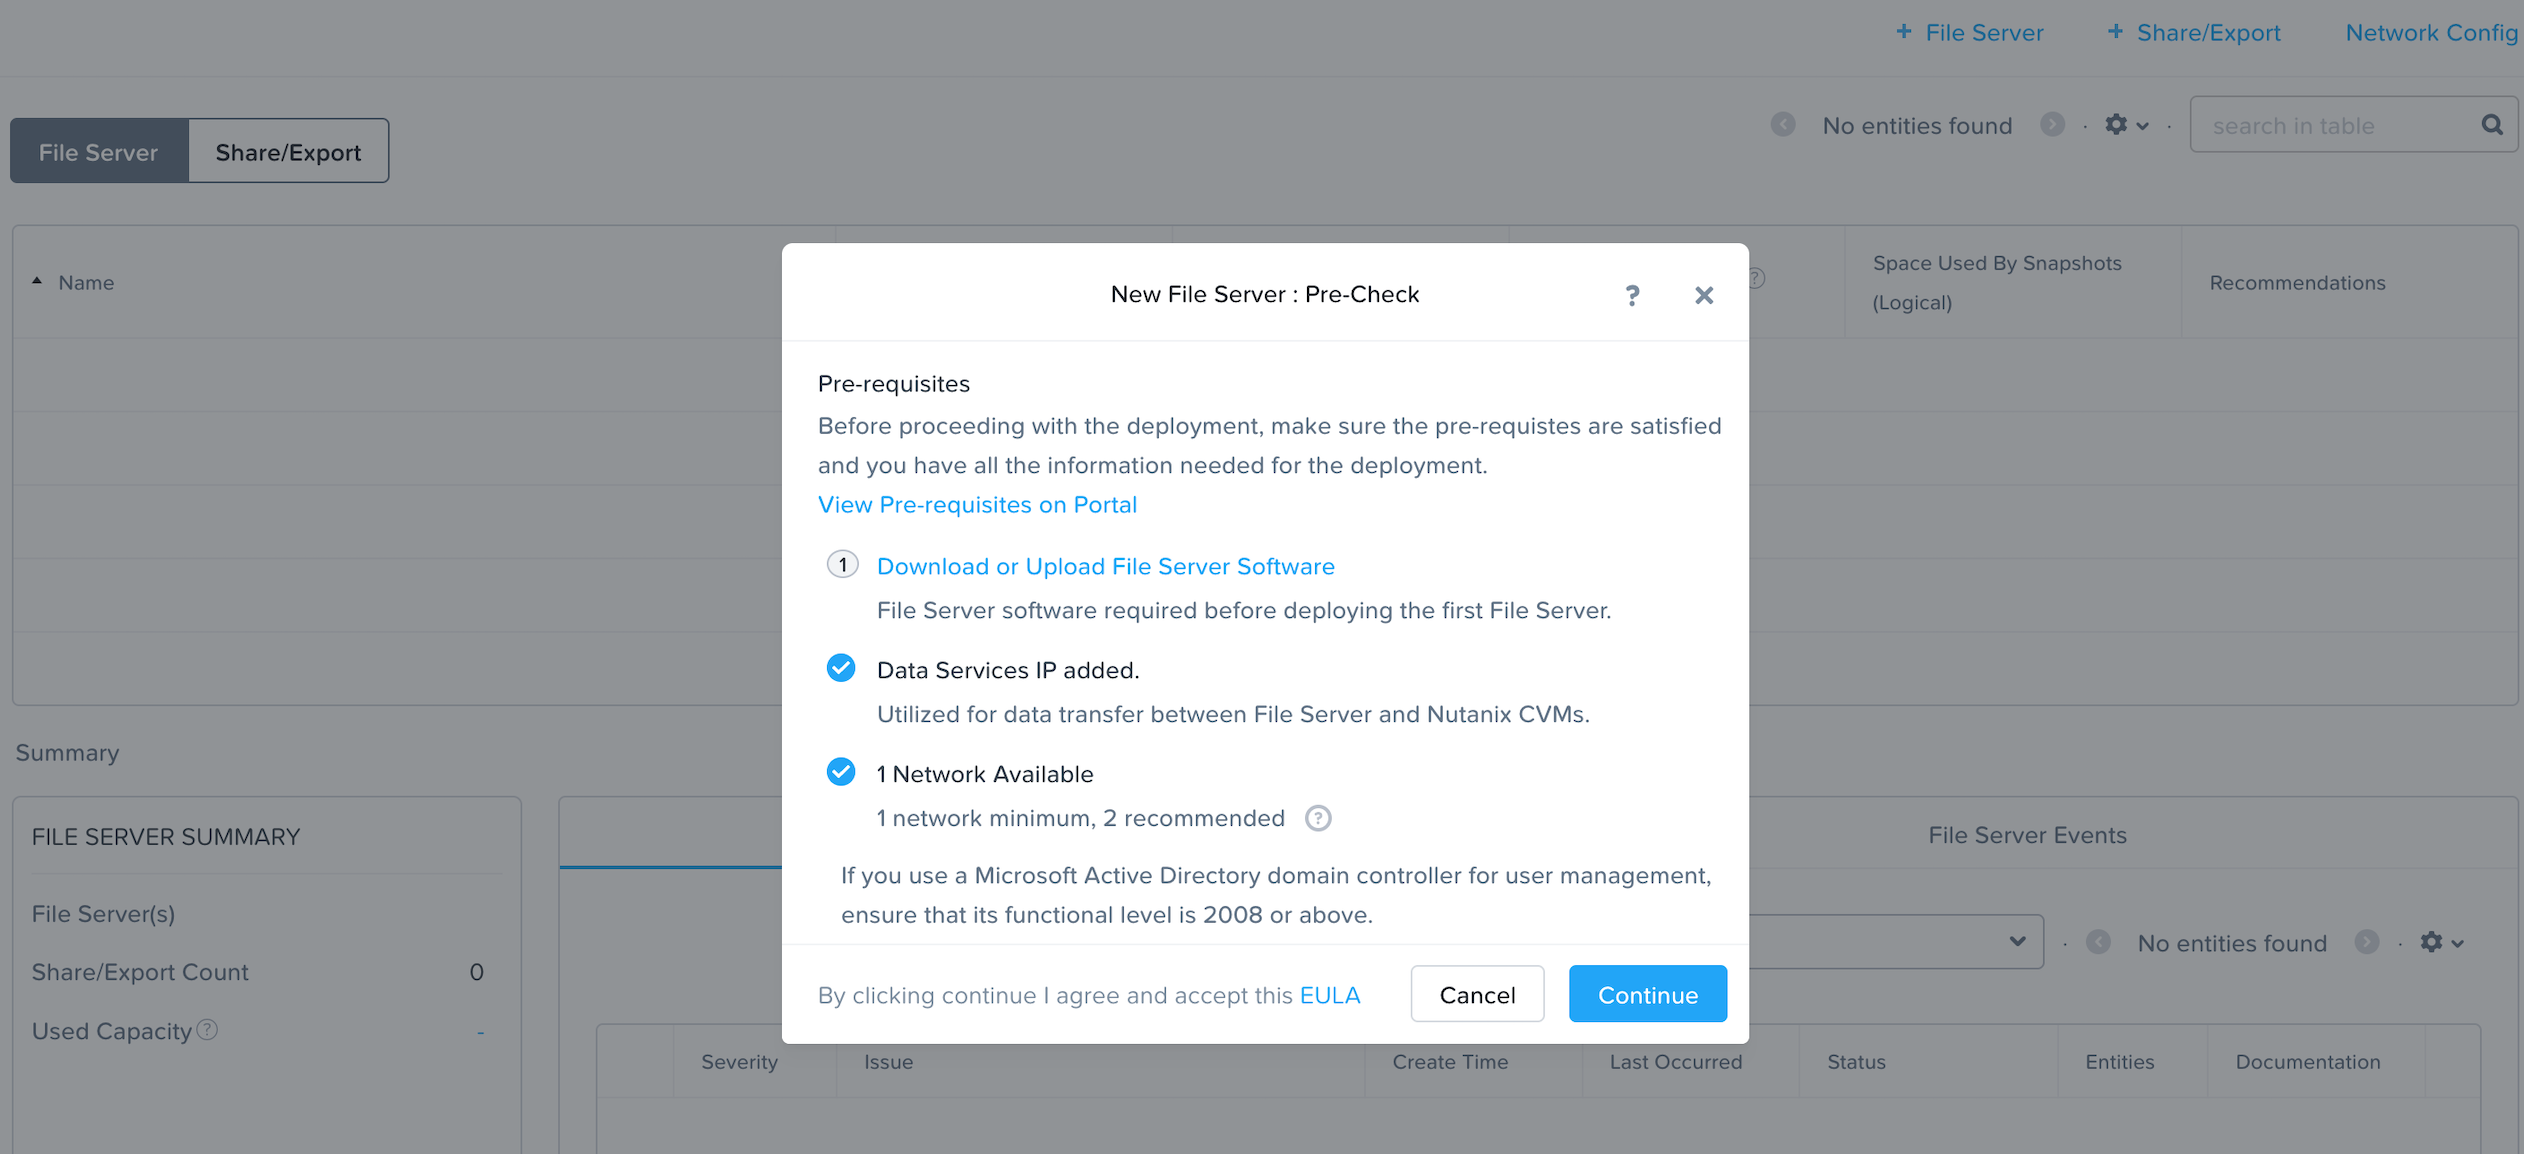 + File Server + Share/Export Network Config
File Server Share/Export
No entities found
search in table
Name
Space Used By Snapshots
(Logical)
Recommendations
New File Server : Pre-Check
Pre-requisites
Before proceeding with the deployment, make sure the pre-requistes are satisfied
and you have all the information needed for the deployment.
View Pre-requisites on Portal
1 Download or Upload File Server Software
File Server software required before deploying the first File Server.
Data Services IP added.
Utilized for data transfer between File Server and Nutanix CVMs.
1 Network Available
1 network minimum, 2 recommended ?
If you use a Microsoft Active Directory domain controller for user management,
ensure that its functional level is 2008 or above.
By clicking continue I agree and accept this EULA
Cancel Continue
Summary
FILE SERVER SUMMARY
File Server(s)
Share/Export Count 0
Used Capacity ? -
File Server Events
No entities found
Severity Issue Create Time Last Occurred Status Entities Documentation